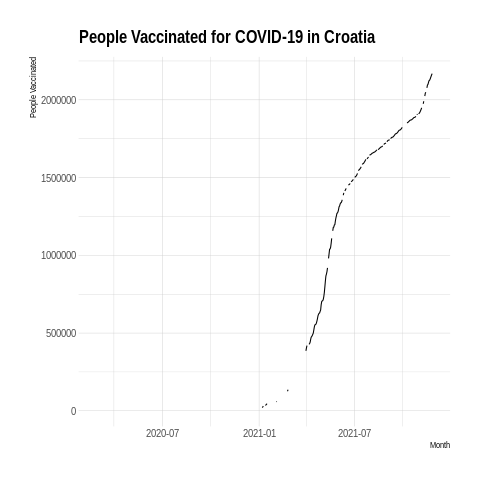 People Vaccinated for COVID-19 in Croatia
People Vaccinated
2000000
1500000
1000000
500000
0
2020-07 2021-01 2021-07
Month